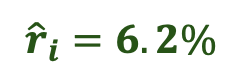 r̂ᵢ = 6.2%